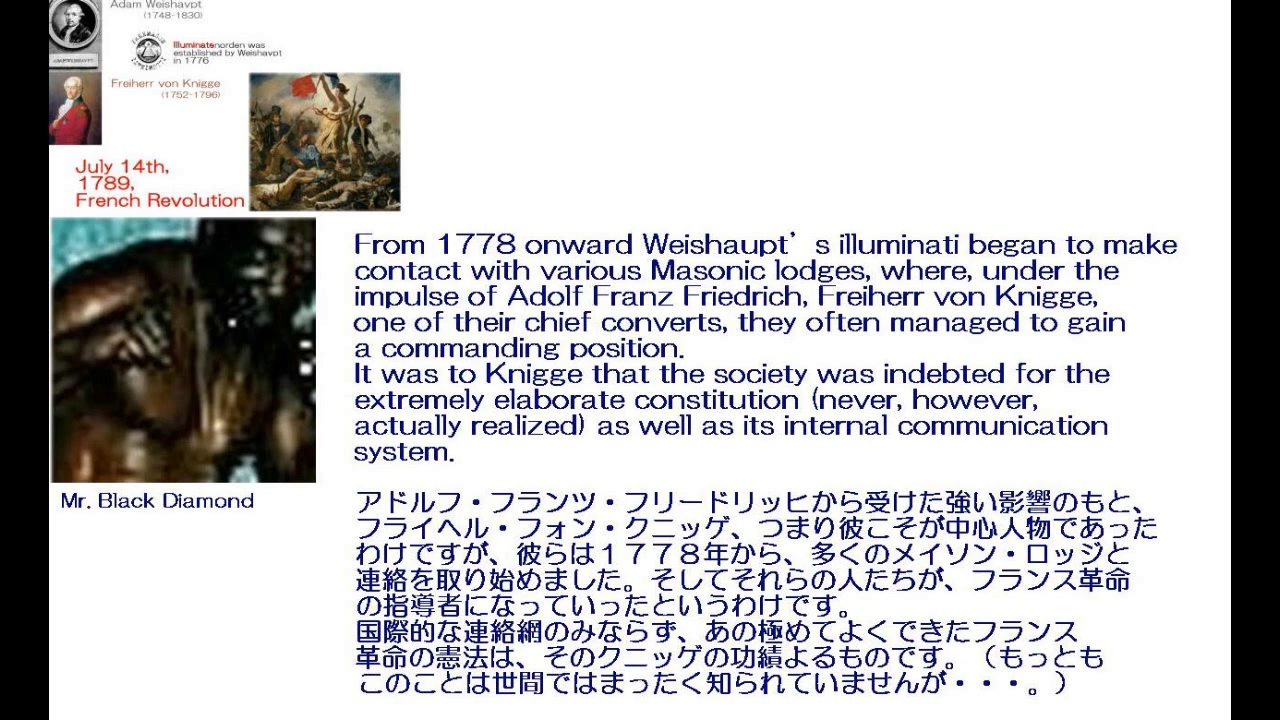 Adam Weishavpt
(1748-1830)
Illuminatenorden was
established by Weishavpt
in 1776
Freiherr von Knigge
(1752-1796)
July 14th,
1789,
French Revolution
From 1778 onward Weishaupt’s illuminati began to make
contact with various Masonic lodges, where, under the
impulse of Adolf Franz Friedrich, Freiherr von Knigge,
one of their chief converts, they often managed to gain
a commanding position.
It was to Knigge that the society was indebted for the
extremely elaborate constitution (never, however,
actually realized) as well as its internal communication
system.
Mr. Black Diamond
アドルフ・フランツ・フリードリッヒから受けた強い影響のもと、
フライヘル・フォン・クニッゲ、つまり彼こそが中心人物であった
わけですが、彼らは１７７８年から、多くのメイソン・ロッジと
連絡を取り始めました。そしてそれらの人たちが、フランス革命
の指導者になっていったというわけです。
国際的な連絡網のみならず、あの極めてよくできたフランス
革命の憲法は、そのクニッゲの功績よるものです。（もっとも
このことは世間ではまったく知られていませんが・・・。）